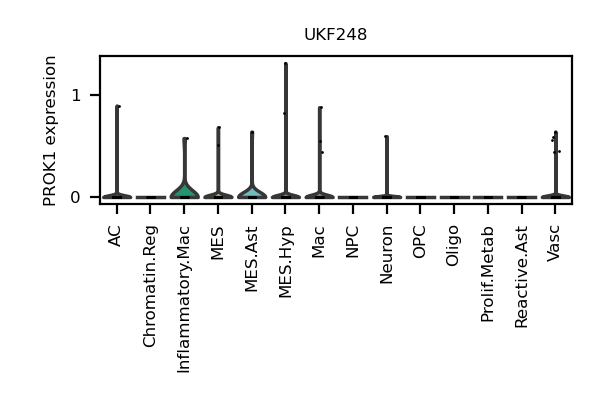 UKF248
PROK1 expression
1
0
AC
Chromatin.Reg
Inflammatory.Mac
MES
MES.Ast
MES.Hyp
Mac
NPC
Neuron
OPC
Oligo
Prolif.Metab
Reactive.Ast
Vasc